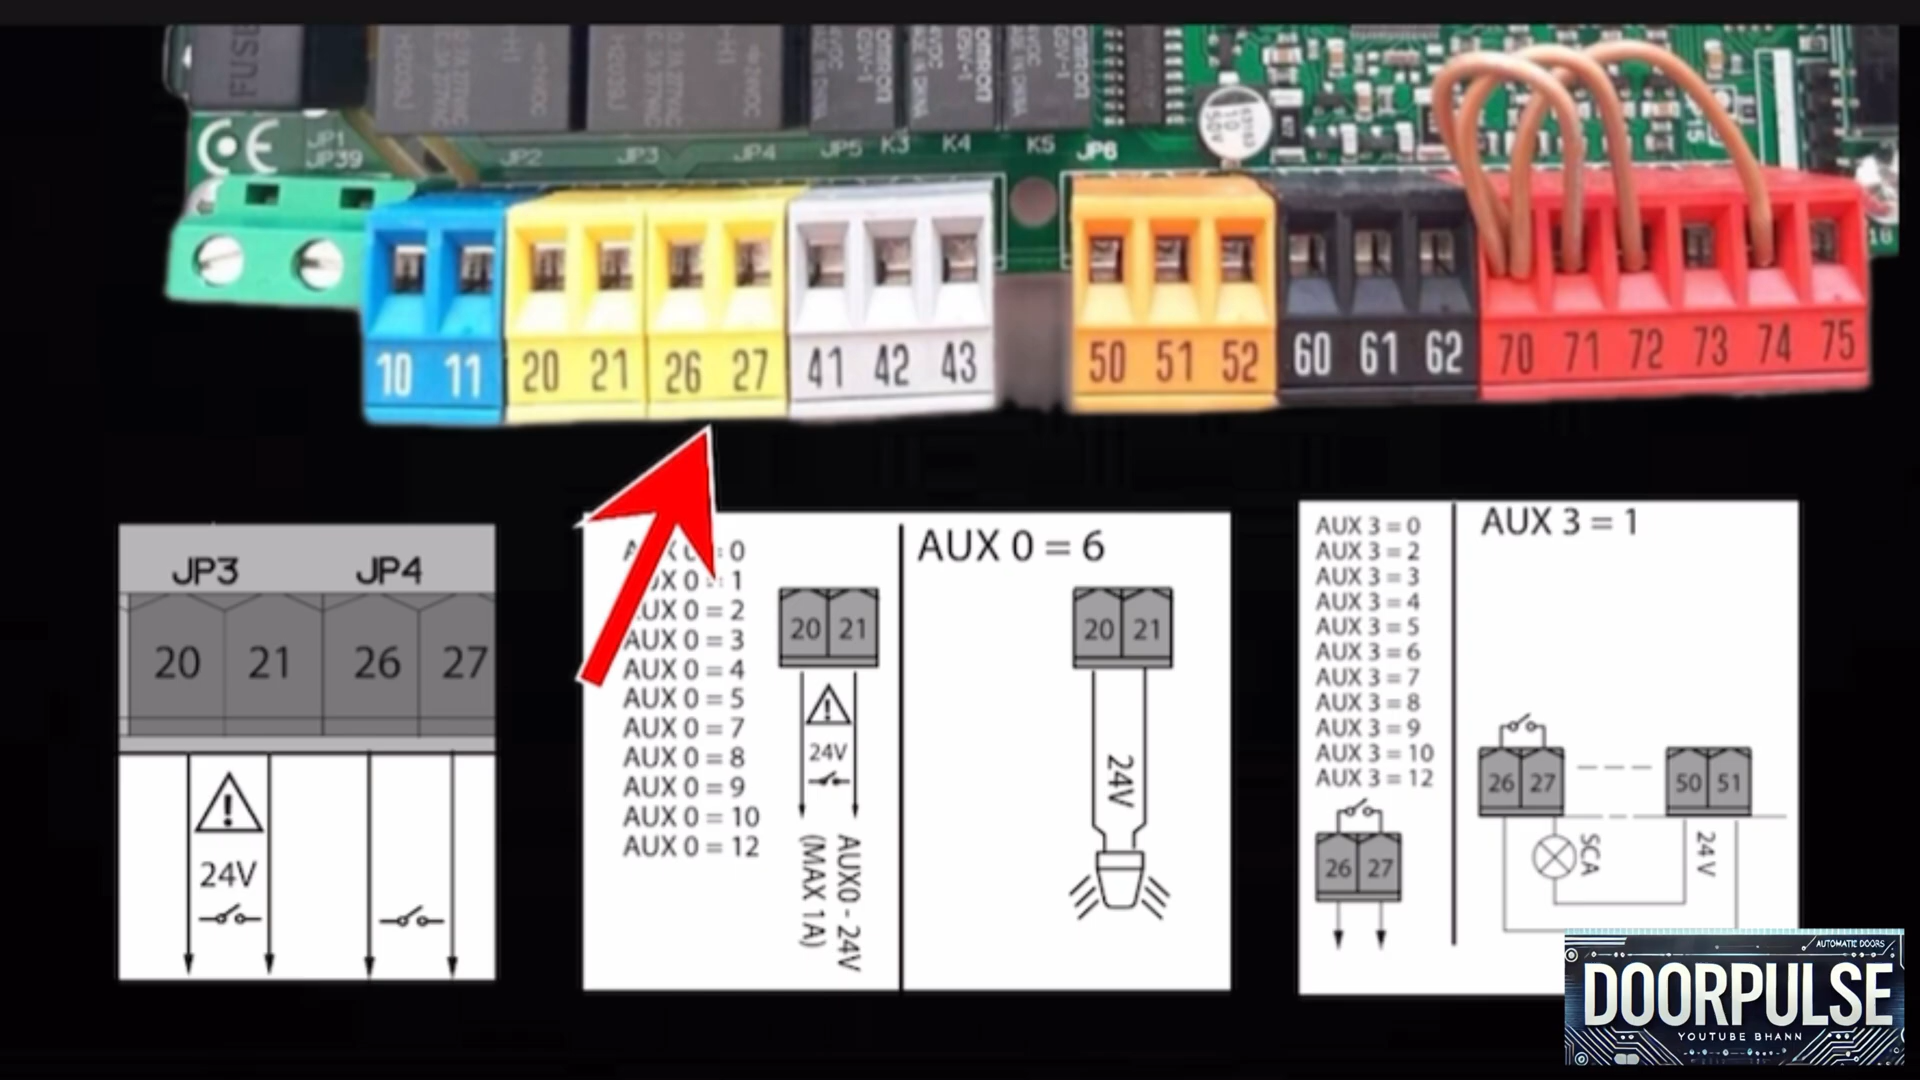 FUSE
JP1
JP39
JP2
JP3
JP4
JP5
K3
K4
K5
JP6
10 11 20 21 26 27 41 42 43 50 51 52 60 61 62 70 71 72 73 74 75
JP3 JP4
20 21 26 27
24V
AUX 0 = 2
AUX 0 = 3
AUX 0 = 4
AUX 0 = 5
AUX 0 = 7
AUX 0 = 8
AUX 0 = 9
AUX 0 = 10
AUX 0 = 12
20 21
24V
AUX0 - 24V
(MAX 1A)
AUX 0 = 6
20 21
24V
AUX 3 = 0
AUX 3 = 2
AUX 3 = 3
AUX 3 = 4
AUX 3 = 5
AUX 3 = 6
AUX 3 = 7
AUX 3 = 8
AUX 3 = 9
AUX 3 = 10
AUX 3 = 12
26 27
AUX 3 = 1
26 27
50 51
SCA
24V
AUTOMATIC DOORS
DOORPULSE
YOUTUBE BHANN